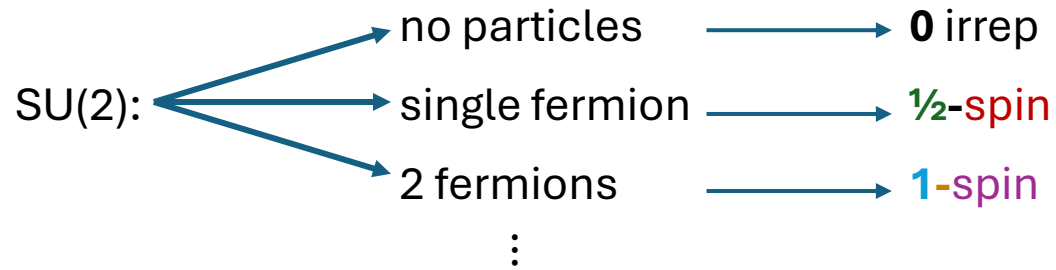 no particles 0 irrep
SU(2): single fermion ½-spin
2 fermions 1-spin
⋮